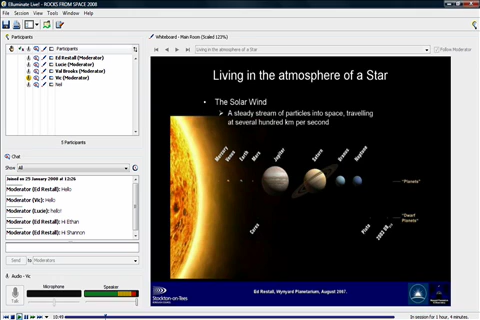 Elluminate Live! - ROCKS FROM SPACE 2008
File Session View Tools Window Help
Participants
Participants
Ed Restall (Moderator)
Lucie (Moderator)
Val Brooks (Moderator)
Vic (Moderator)
Neil
5 Participants
Chat
Show All
Joined on 25 January 2008 at 12:26
Moderator (Ed Restall): Hello
Moderator (Vic): Hello
Moderator (Lucie): hello!
Moderator (Ed Restall): Hi Ethan
Moderator (Ed Restall): Hi Shannon
Send to Moderators
Audio - Vic
Microphone Speaker
Talk
10:49
Whiteboard - Main Room (Scaled 123%)
Living in the atmosphere of a Star
Follow Moderator
Living in the atmosphere of a Star
• The Solar Wind
➢ A steady stream of particles into space, travelling
at several hundred km per second
Mercury
Venus
Earth
Mars
Jupiter
Saturn
Uranus
Neptune
"Planets"
Ceres
Pluto
"Dwarf
Planets"
Stockton-on-Tees
Ed Restall, Wynyard Planetarium, August 2007.
In session for 1 hour, 4 minutes.